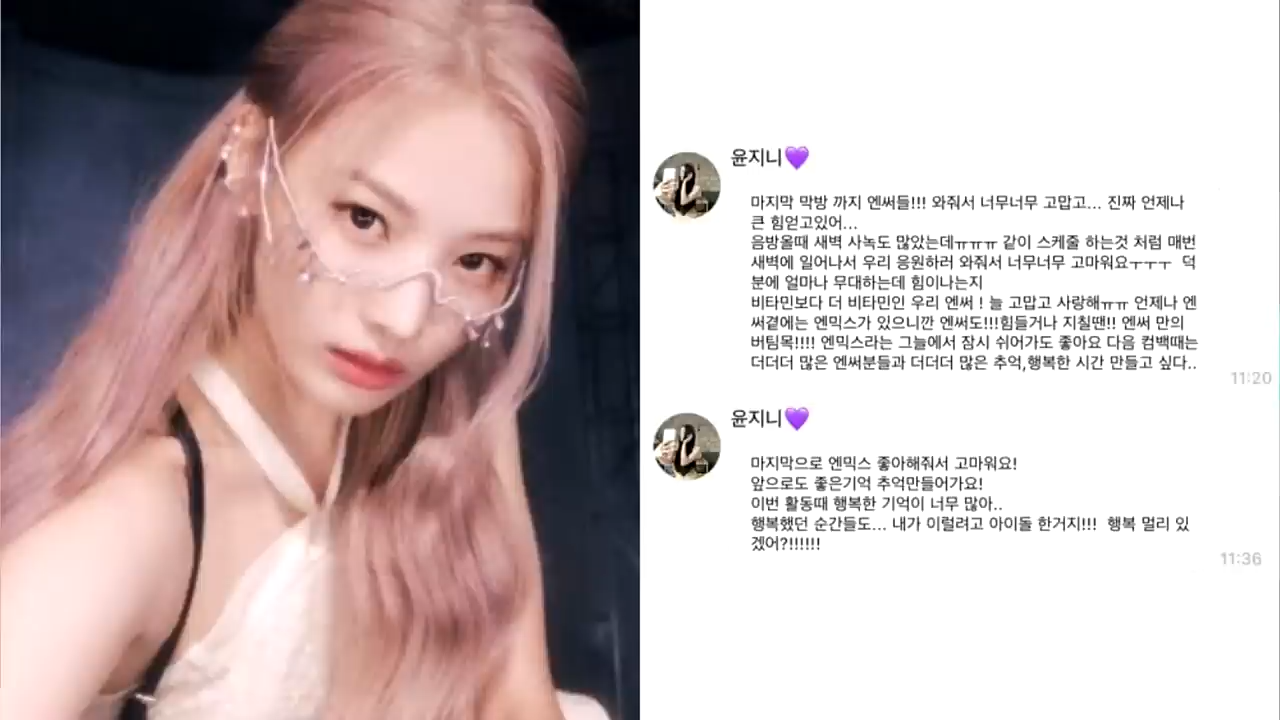 윤지니💜
마지막 막방 까지 엔써들!!! 와줘서 너무너무 고맙고... 진짜 언제나
큰 힘얻고있어...
음방올때 새벽 사녹도 많았는데ㅠㅠㅠ 같이 스케줄 하는것 처럼 매번
새벽에 일어나서 우리 응원하러 와줘서 너무너무 고마워요ㅜㅜㅜ 덕
분에 얼마나 무대하는데 힘이나는지
비타민보다 더 비타민인 우리 엔써 ! 늘 고맙고 사랑해ㅠㅠ 언제나 엔
써곁에는 엔믹스가 있으니깐 엔써도!!!힘들거나 지칠땐!! 엔써 만의
버팀목!!!! 엔믹스라는 그늘에서 잠시 쉬어가도 좋아요 다음 컴백때는
더더더 많은 엔써분들과 더더더 많은 추억,행복한 시간 만들고 싶다..
11:20
윤지니💜
마지막으로 엔믹스 좋아해줘서 고마워요!
앞으로도 좋은기억 추억만들어가요!
이번 활동때 행복한 기억이 너무 많아..
행복했던 순간들도... 내가 이럴려고 아이돌 한거지!!! 행복 멀리 있
겠어?!!!!!!
11:36